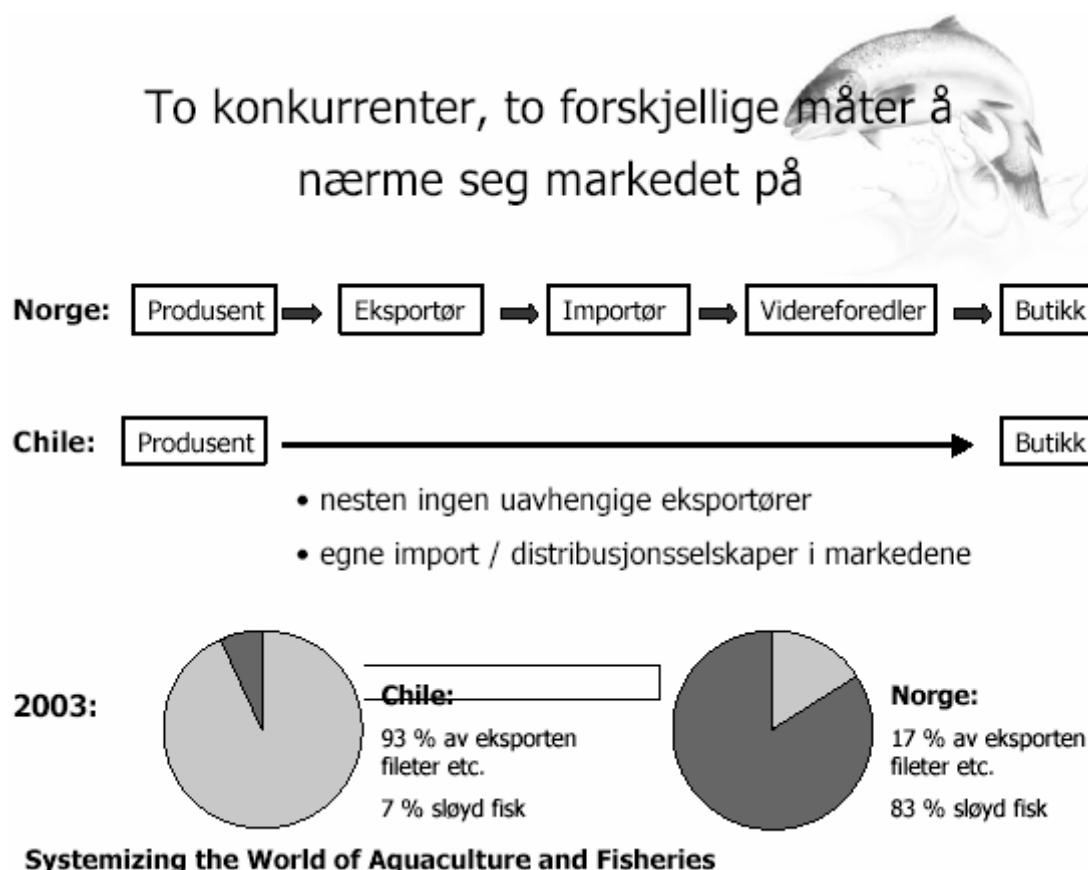 To konkurrenter, to forskjellige måter å
nærme seg markedet på
Norge: Produsent Eksportør Importør Videreforedler Butikk
Chile: Produsent Butikk
• nesten ingen uavhengige eksportører
• egne import / distribusjonsselskaper i markedene
2003:
Chile:
93 % av eksporten
fileter etc.
7 % sløyd fisk
Norge:
17 % av eksporten
fileter etc.
83 % sløyd fisk
Systemizing the World of Aquaculture and Fisheries